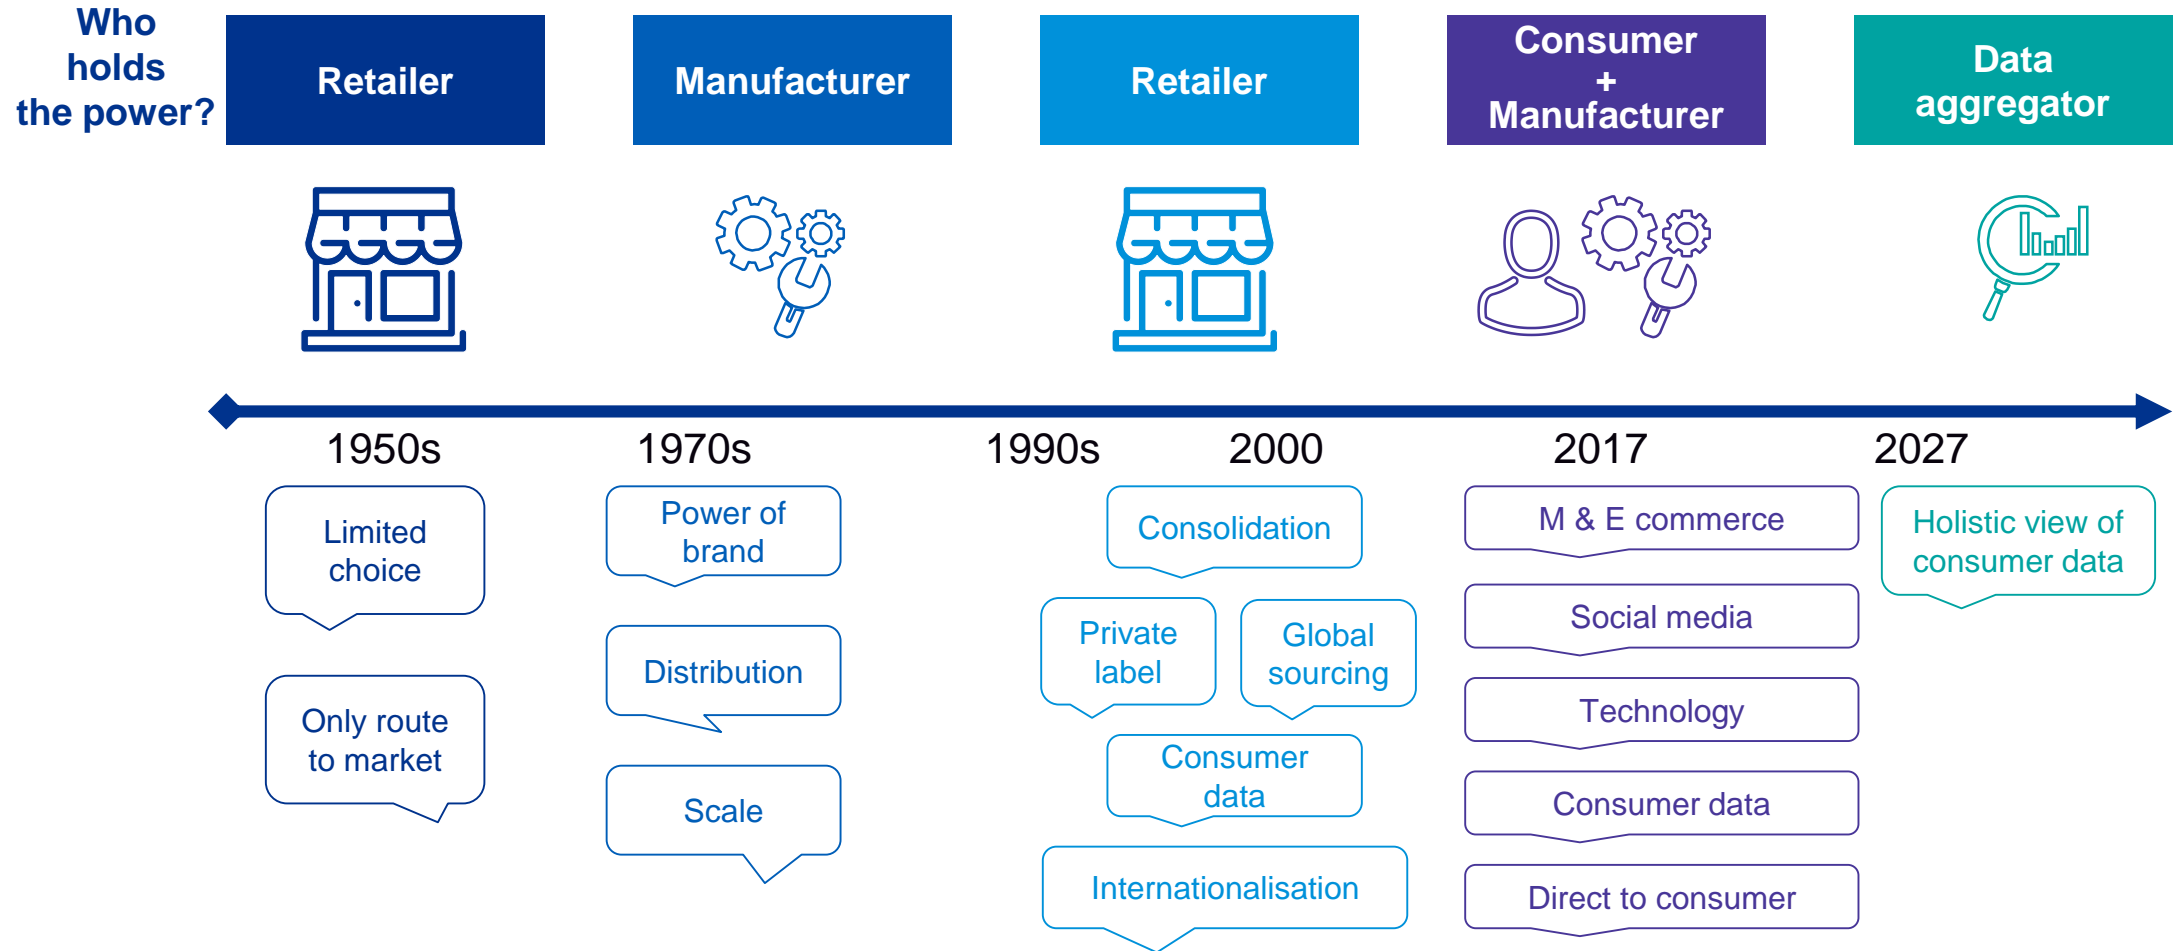 Who
holds
the power?
Retailer
Manufacturer
Retailer
Consumer
+
Manufacturer
Data
aggregator
1950s
1970s
1990s
2000
2017
2027
Limited
choice
Only route
to market
Power of
brand
Distribution
Scale
Consolidation
Private
label
Global
sourcing
Consumer
data
Internationalisation
M & E commerce
Social media
Technology
Consumer data
Direct to consumer
Holistic view of
consumer data